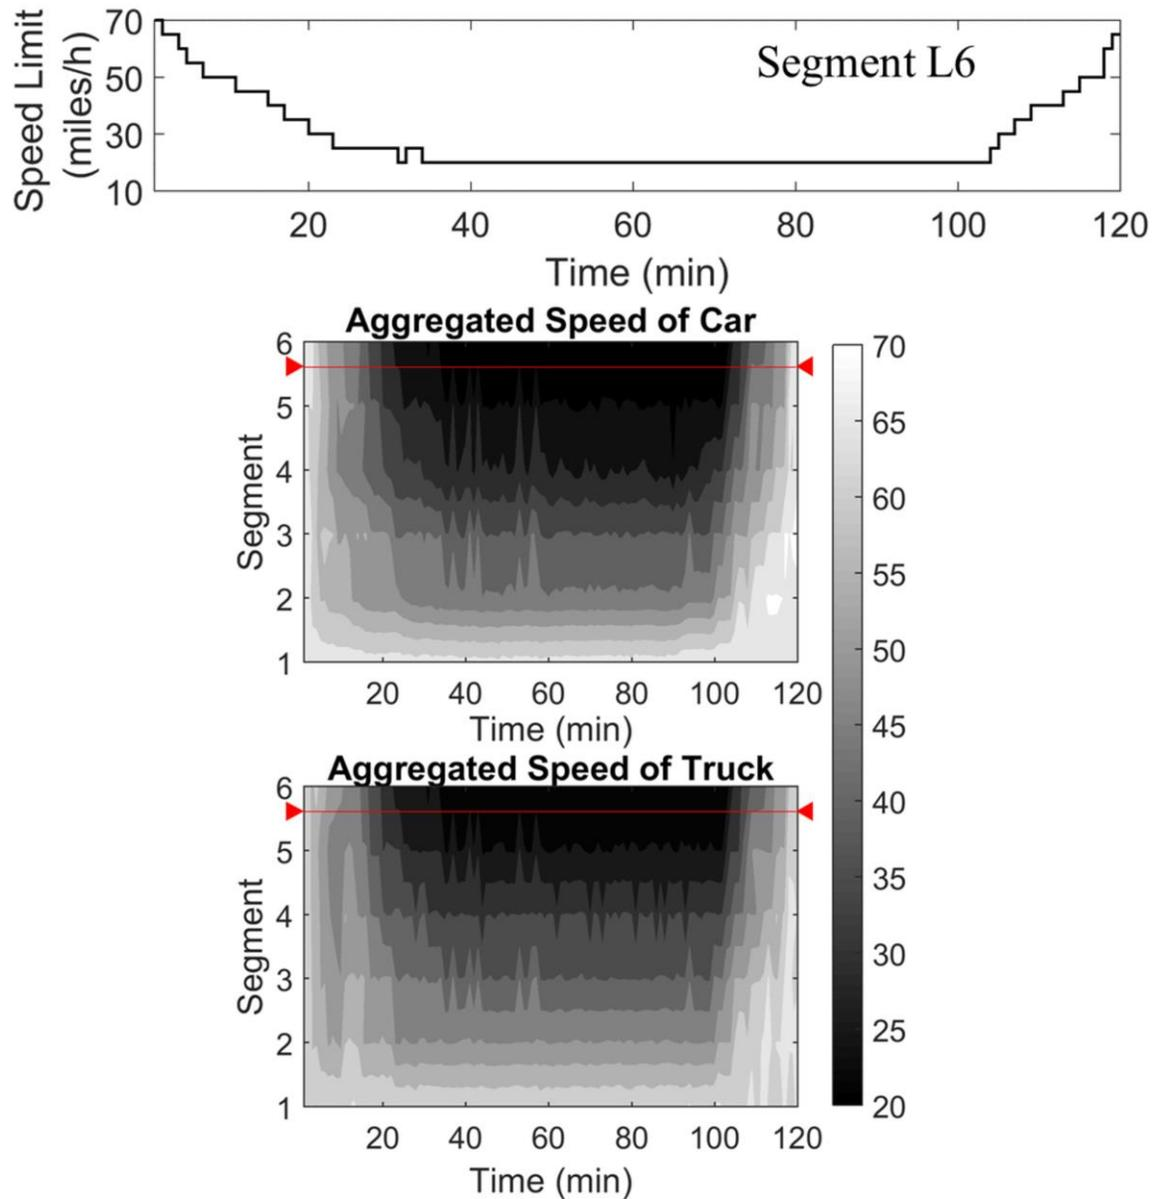 Speed Limit
(miles/h)
70
50
30
10
Segment L6
20 40 60 80 100 120
Time (min)
Aggregated Speed of Car
Segment
6
5
4
3
2
1
20 40 60 80 100 120
Time (min)
Aggregated Speed of Truck
Segment
6
5
4
3
2
1
20 40 60 80 100 120
Time (min)
70
65
60
55
50
45
40
35
30
25
20